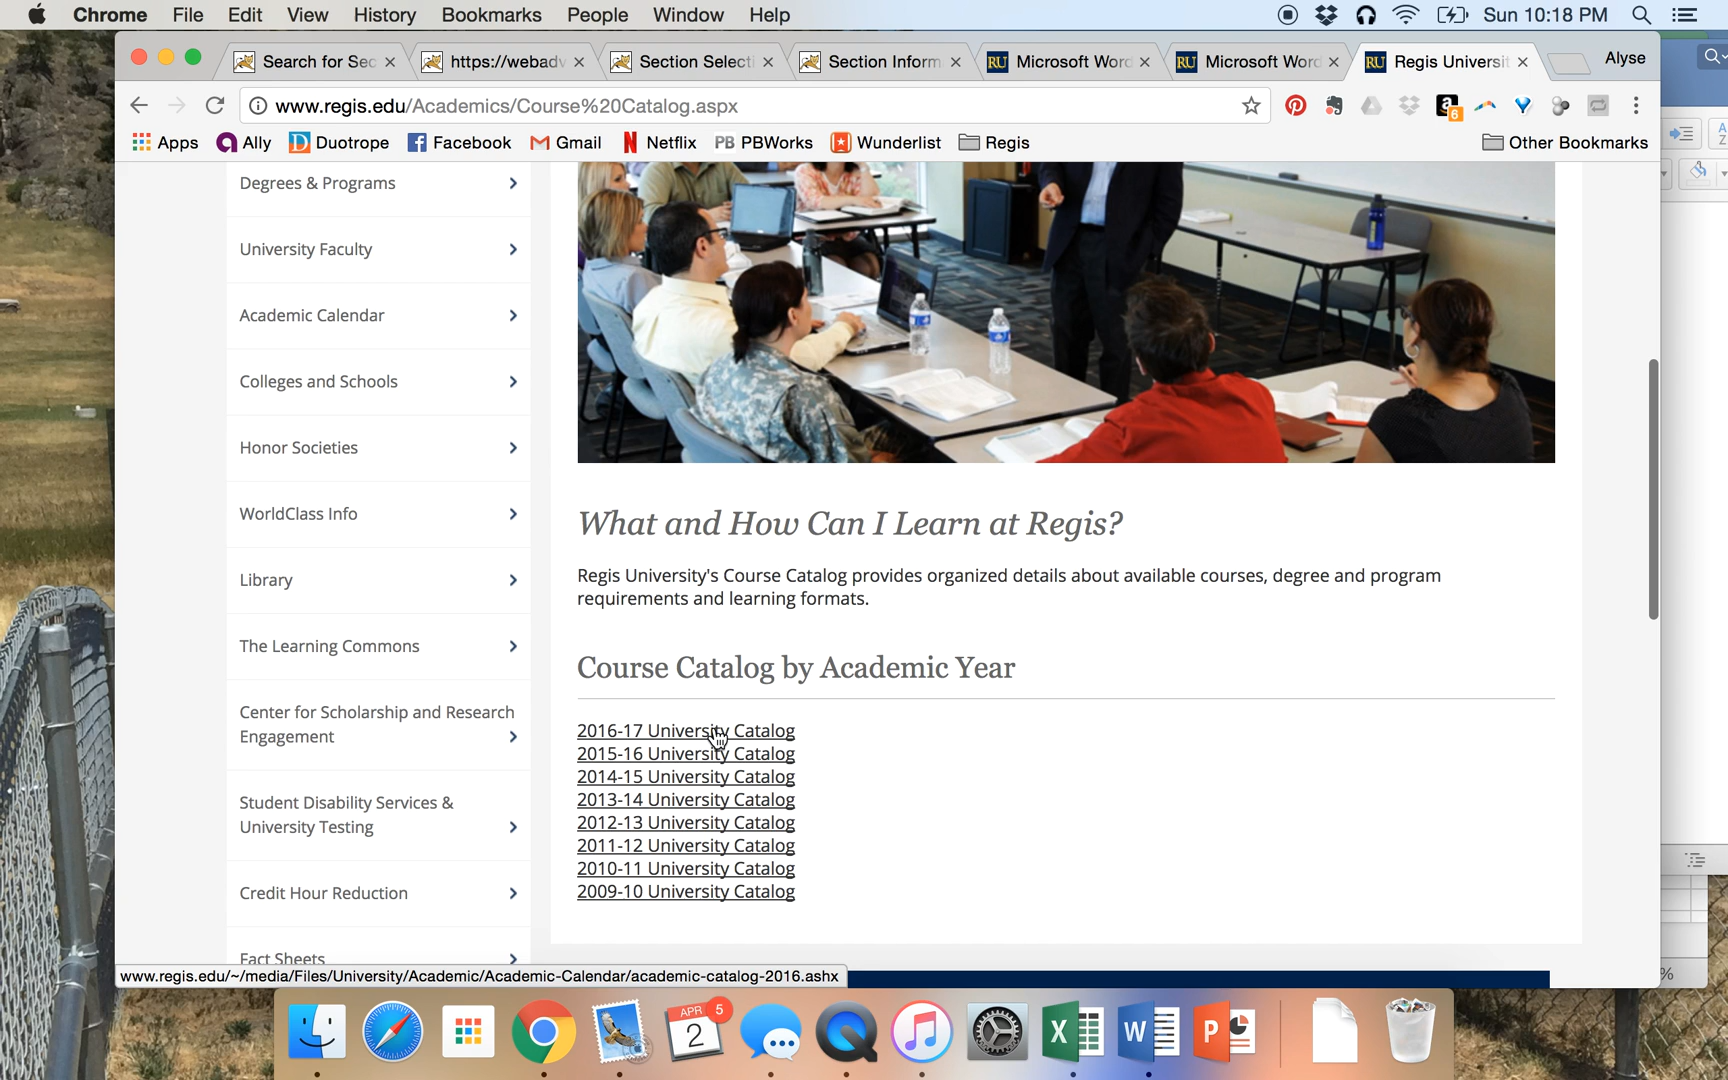 Chrome File Edit View History Bookmarks People Window Help Sun 10:18 PM
Search for Sec https://webadv Section Selecti Section Inform RU Microsoft Word RU Microsoft Word RU Regis Universit Alyse
www.regis.edu/Academics/Course%20Catalog.aspx a 6
Apps Ally D Duotrope f Facebook M Gmail N Netflix PB PBWorks Wunderlist Regis Other Bookmarks
Degrees & Programs
University Faculty
Academic Calendar
Colleges and Schools
Honor Societies
WorldClass Info
Library
The Learning Commons
Center for Scholarship and Research
Engagement
Student Disability Services &
University Testing
Credit Hour Reduction
Fact Sheets
What and How Can I Learn at Regis?
Regis University's Course Catalog provides organized details about available courses, degree and program
requirements and learning formats.
Course Catalog by Academic Year
2016-17 University Catalog
2015-16 University Catalog
2014-15 University Catalog
2013-14 University Catalog
2012-13 University Catalog
2011-12 University Catalog
2010-11 University Catalog
2009-10 University Catalog
www.regis.edu/~/media/Files/University/Academic/Academic-Calendar/academic-catalog-2016.ashx
%
APR 5
2
X W P